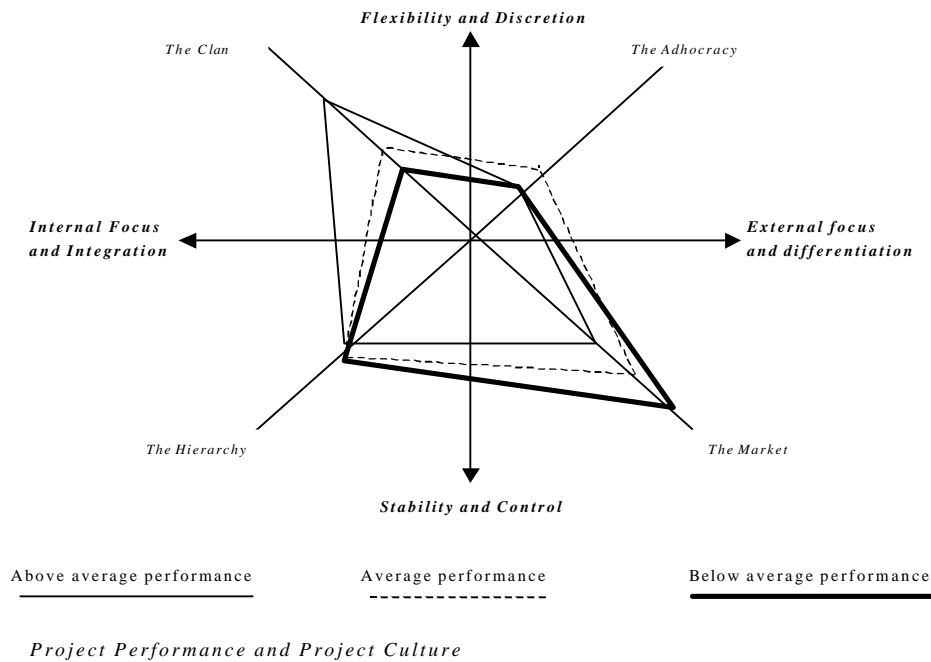 Flexibility and Discretion
The Clan
The Adhocracy
Internal Focus
and Integration
External focus
and differentiation
The Hierarchy
The Market
Stability and Control
Above average performance
Average performance
Below average performance
Project Performance and Project Culture